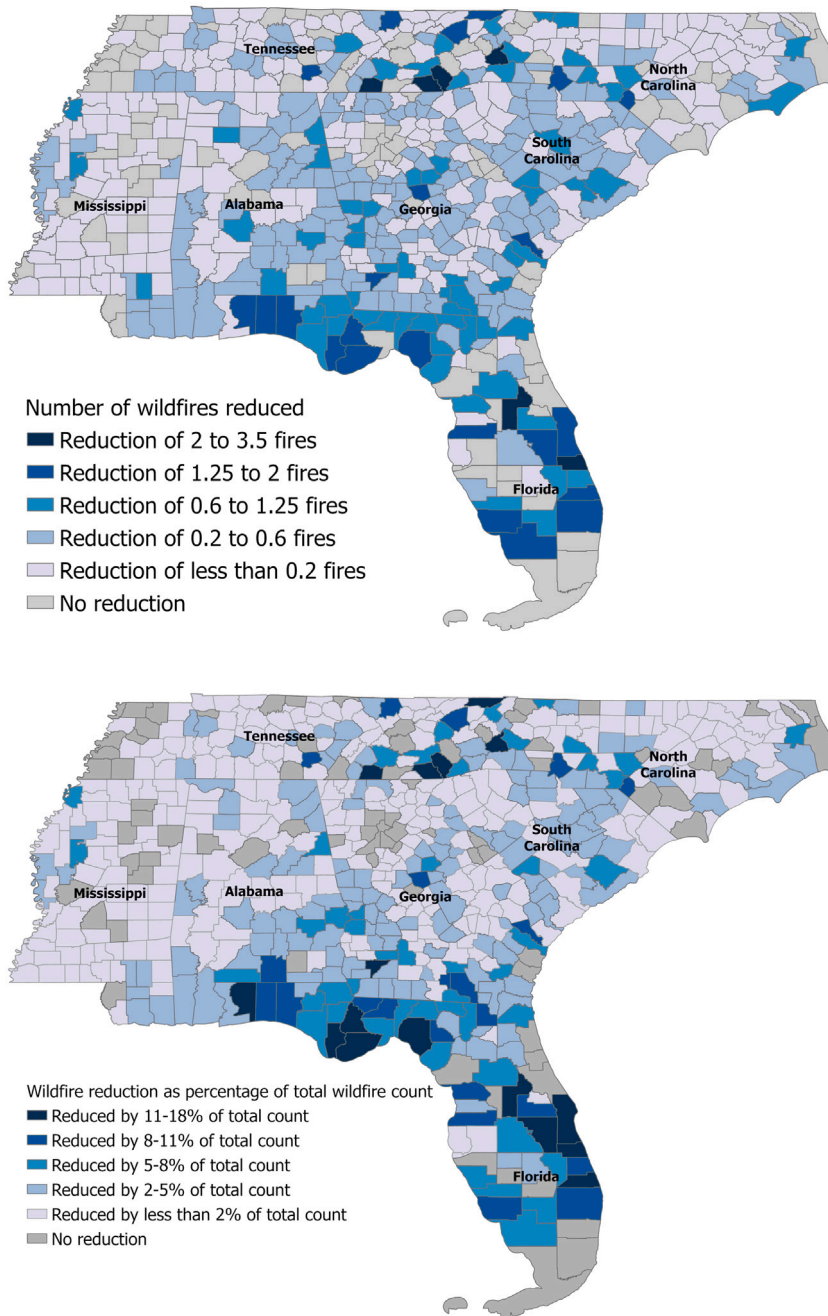 Tennessee
North
Carolina
South
Carolina
Mississippi
Alabama
Georgia
Number of wildfires reduced
Reduction of 2 to 3.5 fires
Reduction of 1.25 to 2 fires
Reduction of 0.6 to 1.25 fires
Florida
Reduction of 0.2 to 0.6 fires
Reduction of less than 0.2 fires
No reduction
Tennessee
North
Carolina
South
Carolina
Mississippi
Alabama
Georgia
Wildfire reduction as percentage of total wildfire count
Reduced by 11-18% of total count
Reduced by 8-11% of total count
Reduced by 5-8% of total count
Florida
Reduced by 2-5% of total count
Reduced by less than 2% of total count
No reduction